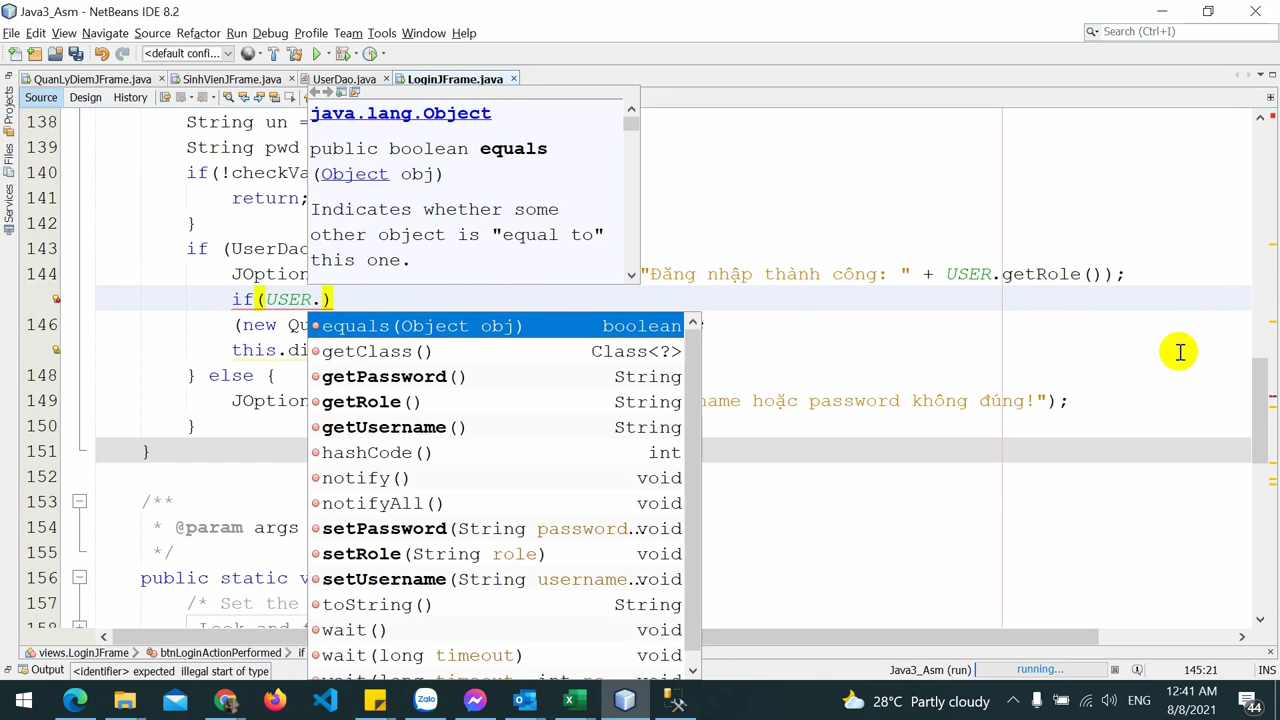 Java3_Asm - NetBeans IDE 8.2
File Edit View Navigate Source Refactor Run Debug Profile Team Tools Window Help
Search (Ctrl+I)
<default confi...
QuanLyDiemJFrame.java SinhVienJFrame.java UserDao.java LoginJFrame.java
Source Design History
Projects
Files
Services
java.lang.Object
public boolean equals
(Object obj)
Indicates whether some
other object is "equal to"
this one.
138 String un =
139 String pwd
140 if(!checkVa
141 return;
142 }
143 if (UserDao
144 JOption "Đăng nhập thành công: " + USER.getRole());
if(USER.)
146 (new Qu ;
this.di
148 } else {
149 JOption name hoặc password không đúng!");
150 }
151 }
152
153 /**
154 * @param args
155 */
156 public static v
157 /* Set the
158 Look and f
equals(Object obj) boolean
getClass() Class<?>
getPassword() String
getRole() String
getUsername() String
hashCode() int
notify() void
notifyAll() void
setPassword(String password.. void
setRole(String role) void
setUsername(String username.. void
toString() String
wait() void
wait(long timeout) void
views.LoginJFrame btnLoginActionPerformed if
Output <identifier> expected illegal start of type Java3_Asm (run) running... 145:21 INS
28°C Partly cloudy ENG 12:41 AM 8/8/2021 44
Zalo